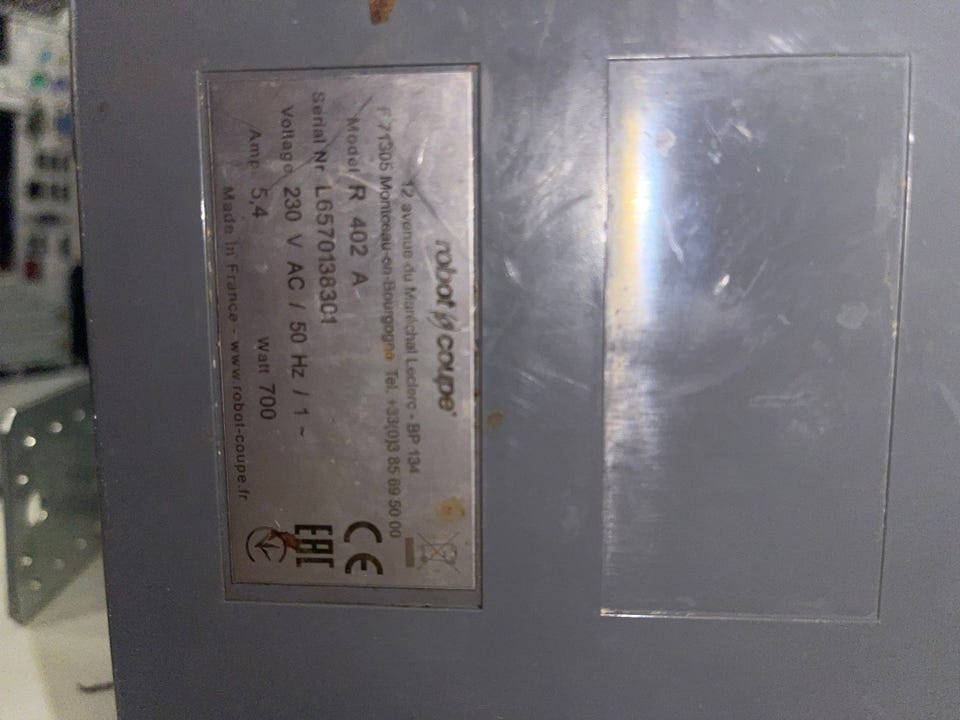 robot coupe
12 avenue du Maréchal Leclerc - BP 134
F 71305 Montceau-en-Bourgogne Tel. +33(0)3 85 69 50 00
Model R 402 A
Serial Nr L6570138301
Voltage 230 V AC / 50 Hz / 1 ~
Amp 5,4 Watt 700
Made In France - www.robot-coupe.fr
CE
EAC